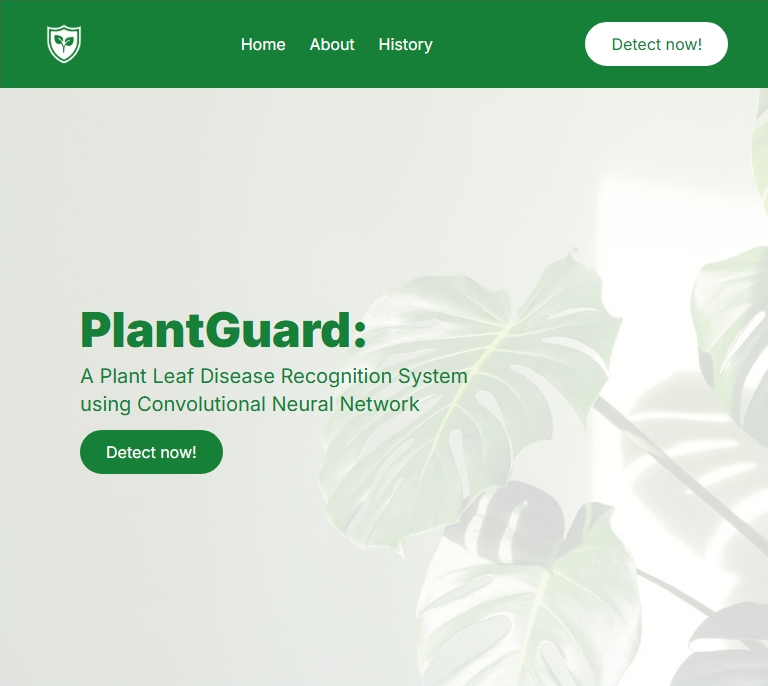 Home About History Detect now!
PlantGuard:
A Plant Leaf Disease Recognition System
using Convolutional Neural Network
Detect now!